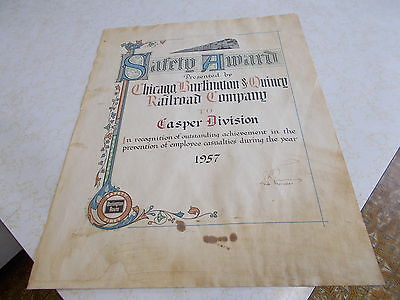 Safety Award
Presented by
Chicago Burlington & Quincy
Railroad Company
TO
Casper Division
In recognition of outstanding achievement in the
prevention of employee casualties during the year
1957